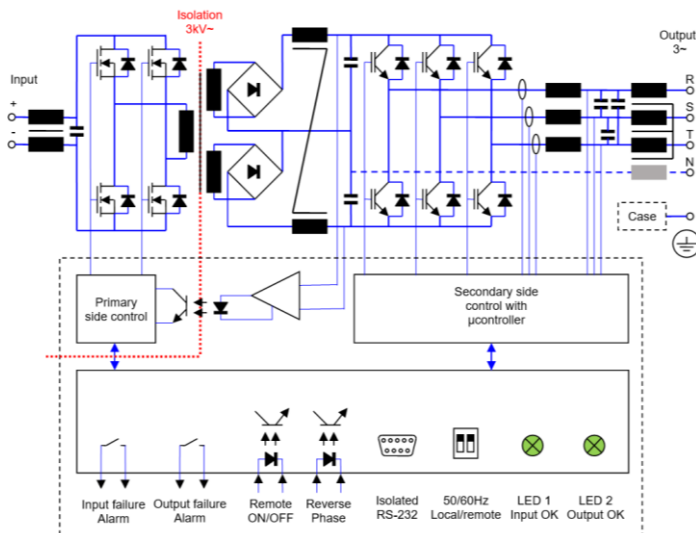 Isolation
3kV~
Output
3~
Input
+
-
R
S
T
N
Case
Primary
side control
Secondary side
control with
µcontroller
Input failure
Alarm
Output failure
Alarm
Remote
ON/OFF
Reverse
Phase
Isolated
RS-232
50/60Hz
Local/remote
LED 1
Input OK
LED 2
Output OK